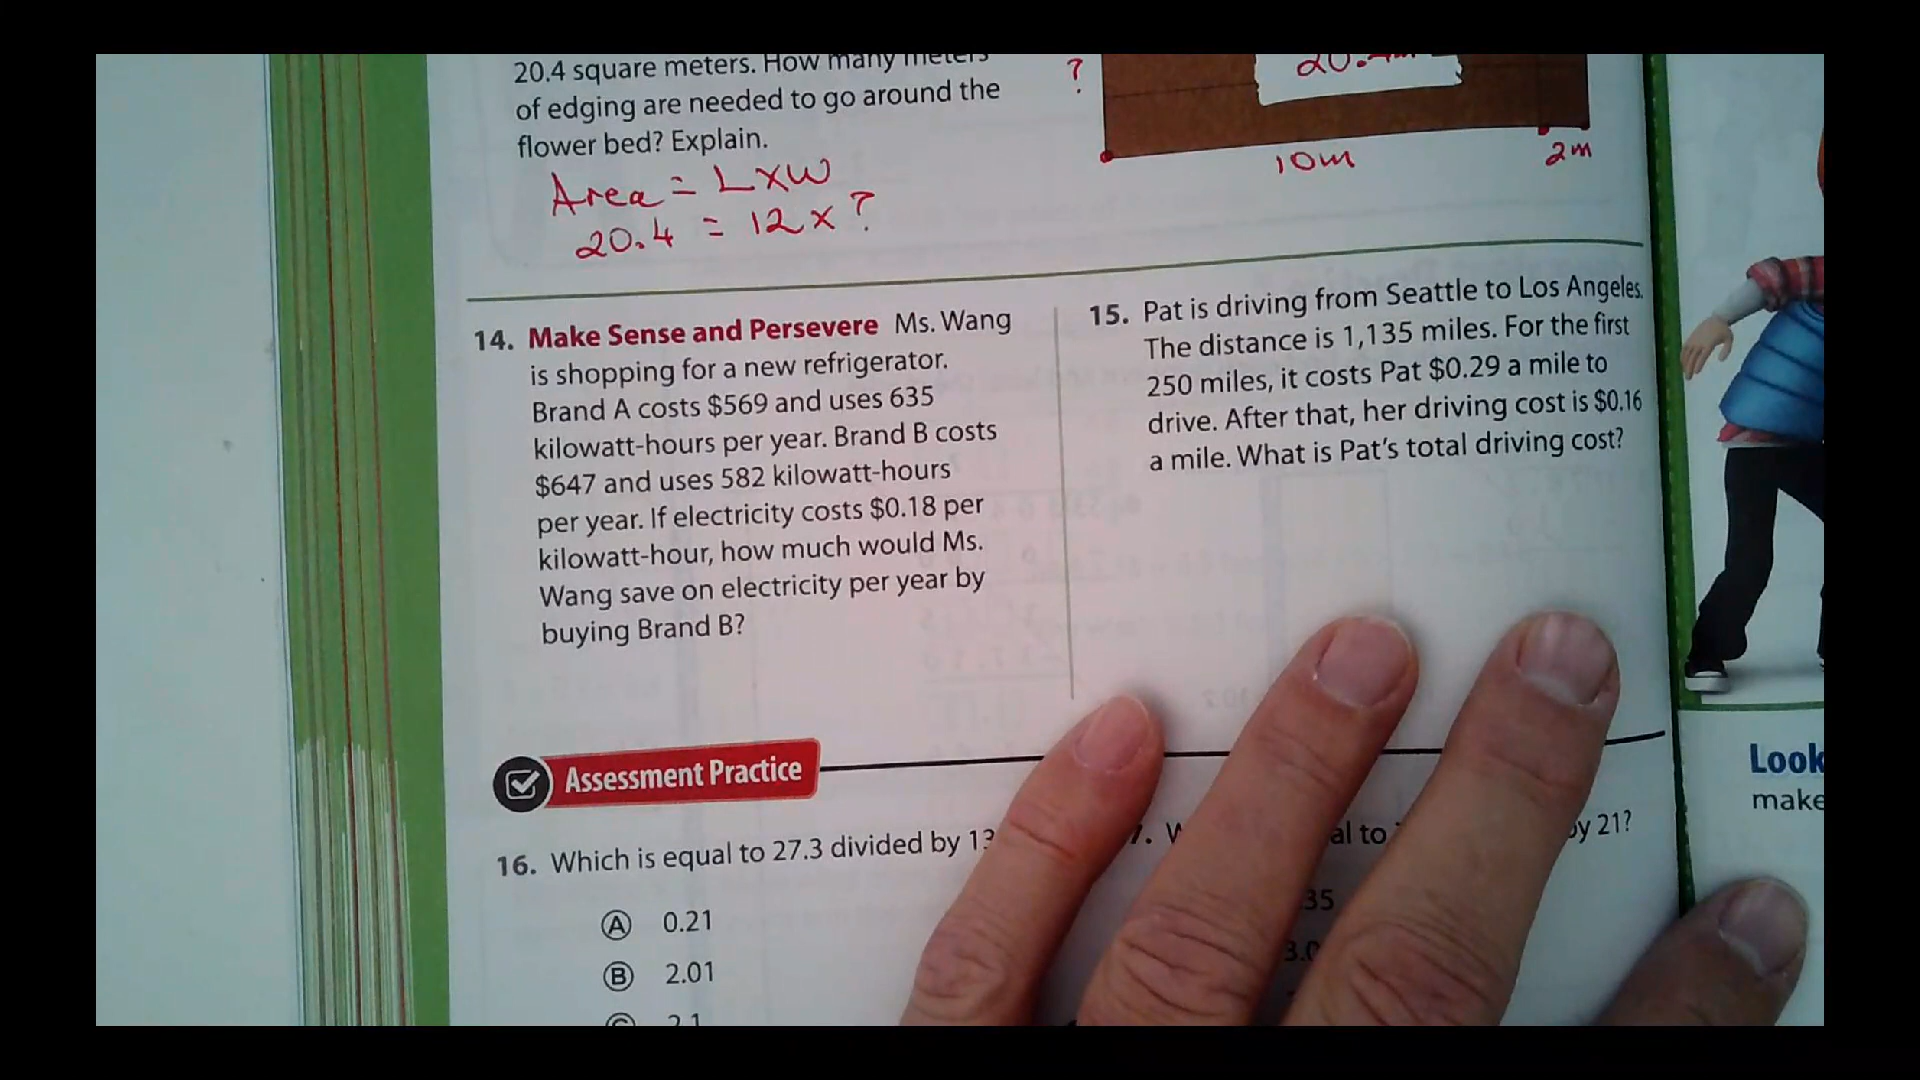 20.4 square meters. How many meters
?
of edging are needed to go around the
flower bed? Explain.
10m
2m
Area = L x W
20.4 = 12 x ?
14. Make Sense and Persevere Ms. Wang
is shopping for a new refrigerator.
Brand A costs $569 and uses 635
kilowatt-hours per year. Brand B costs
$647 and uses 582 kilowatt-hours
per year. If electricity costs $0.18 per
kilowatt-hour, how much would Ms.
Wang save on electricity per year by
buying Brand B?
15. Pat is driving from Seattle to Los Angeles.
The distance is 1,135 miles. For the first
250 miles, it costs Pat $0.29 a mile to
drive. After that, her driving cost is $0.16
a mile. What is Pat's total driving cost?
Assessment Practice
16. Which is equal to 27.3 divided by 13
A 0.21
B 2.01
2.1
al to
by 21?
35
3.0
Look
make